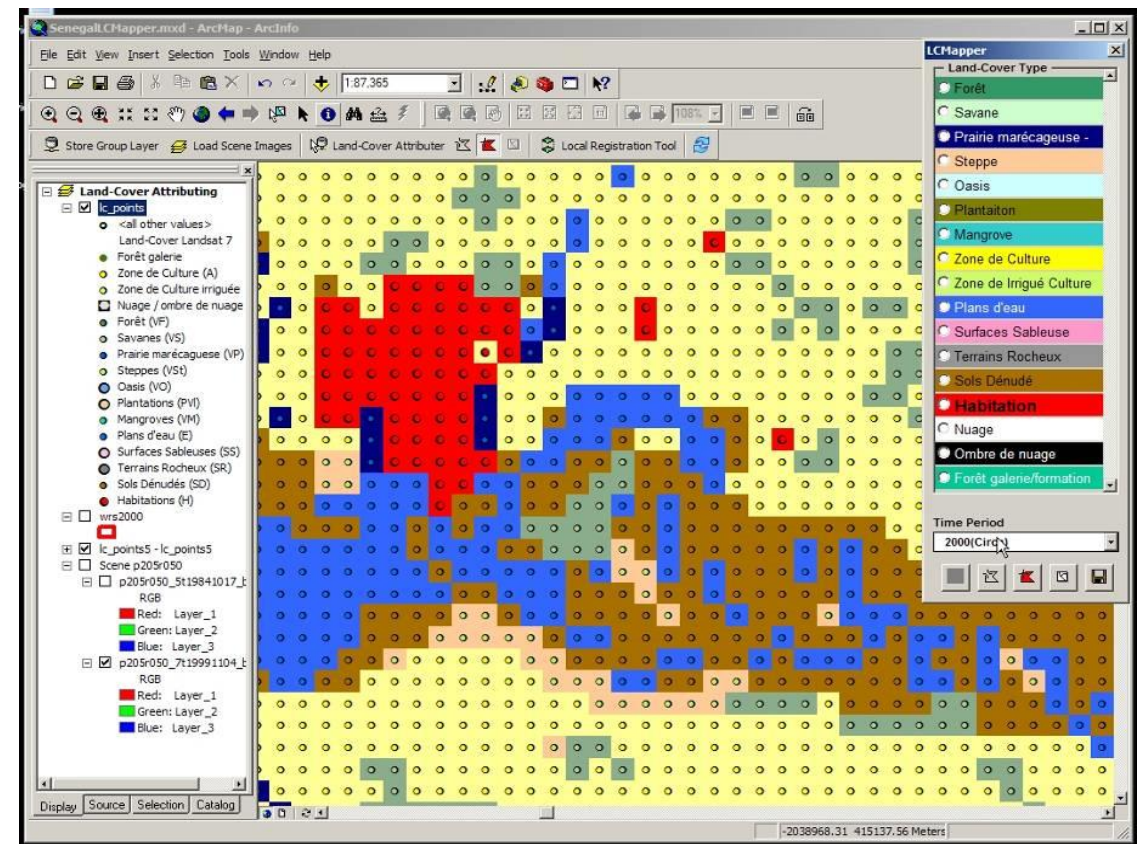 SenegalLCMapper.mxd - ArcMap - ArcInfo
File Edit View Insert Selection Tools Window Help
1:87,365
108%
Store Group Layer Load Scene Images Land-Cover Attributer Local Registration Tool
Land-Cover Attributing
lc_points
<all other values>
Land-Cover Landsat 7
Forêt galerie
Zone de Culture (A)
Zone de Culture irriguée
Nuage / ombre de nuage
Forêt (VF)
Savanes (VS)
Prairie marécaguese (VP)
Steppes (VSt)
Oasis (VO)
Plantations (PVI)
Mangroves (VM)
Plans d'eau (E)
Surfaces Sableuses (SS)
Terrains Rocheux (SR)
Sols Dénudés (SD)
Habitations (H)
wrs2000
lc_points5 - lc_points5
Scene p205r050
p205r050_5t19841017_
RGB
Red: Layer_1
Green: Layer_2
Blue: Layer_3
p205r050_7t19991104_
RGB
Red: Layer_1
Green: Layer_2
Blue: Layer_3
Display Source Selection Catalog
LCMapper
Land-Cover Type
Forêt
Savane
Prairie marécageuse -
Steppe
Oasis
Plantaiton
Mangrove
Zone de Culture
Zone de Irrigué Culture
Plans d'eau
Surfaces Sableuse
Terrains Rocheux
Sols Dénudé
Habitation
Nuage
Ombre de nuage
Forêt galerie/formation
Time Period
2000(Circa)
-2038968.31 415137.56 Meters